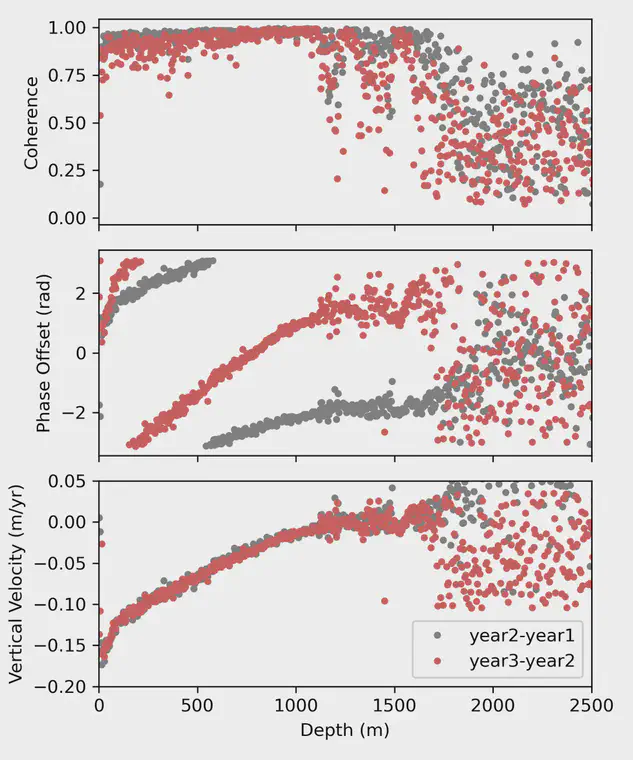 1.00
0.75
0.50
0.25
0.00
Coherence
2
0
−2
Phase Offset (rad)
0.05
0.00
−0.05
−0.10
−0.15
−0.20
Vertical Velocity (m/yr)
year2-year1
year3-year2
0 500 1000 1500 2000 2500
Depth (m)